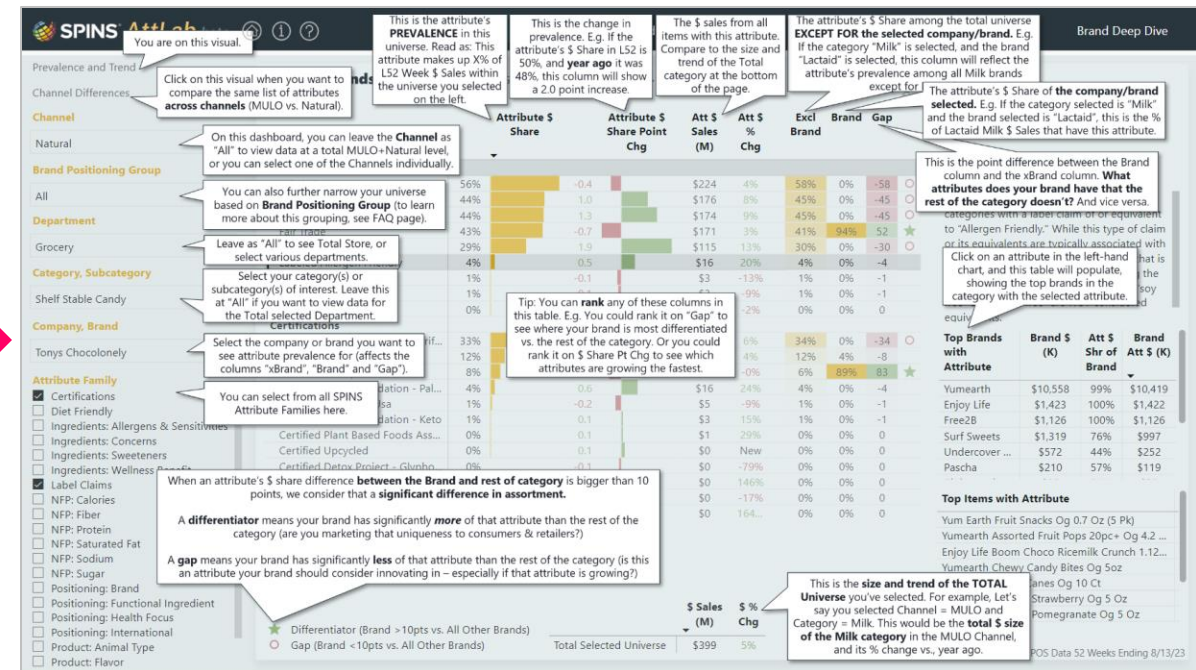 SPINS AttLab
Brand Deep Dive
You are on this visual.
This is the attribute's
PREVALENCE in this
universe. Read as: This
attribute makes up X% of
L52 Week $ Sales within
the universe you selected
on the left.
This is the change in
prevalence. E.g. If the
attribute's $ Share in L52 is
50%, and year ago it was
48%, this column will show
a 2.0 point increase.
The $ sales from all
items with this attribute.
Compare to the size and
trend of the Total
category at the bottom
of the page.
The attribute's $ Share among the total universe
EXCEPT FOR the selected company/brand. E.g.
If the category "Milk" is selected, and the brand
"Lactaid" is selected, this column will reflect the
attribute's prevalence among all Milk brands
except for
The attribute's $ Share of the company/brand
selected. E.g. If the category selected is "Milk"
and the brand selected is "Lactaid", this is the %
of Lactaid Milk $ Sales that have this attribute.
Prevalence and Trend
Channel Differences
Click on this visual when you want to
compare the same list of attributes
across channels (MULO vs. Natural).
Channel
Natural
On this dashboard, you can leave the Channel as
"All" to view data at a total MULO+Natural level,
or you can select one of the Channels individually.
Brand Positioning Group
All
You can also further narrow your universe
based on Brand Positioning Group (to learn
more about this grouping, see FAQ page).
Department
Grocery
Leave as "All" to see Total Store, or
select various departments.
Category, Subcategory
Shelf Stable Candy
Select your category(s) or
subcategory(s) of interest. Leave this
at "All" if you want to view data for
the Total selected Department.
Company, Brand
Tonys Chocolonely
Select the company or brand you want to
see attribute prevalence for (affects the
columns "xBrand", "Brand" and "Gap").
Attribute Family
You can select from all SPINS
Attribute Families here.
Certifications
Diet Friendly
Ingredients: Allergens & Sensitivities
Ingredients: Concerns
Ingredients: Sweeteners
Ingredients: Wellness Benefit
Label Claims
NFP: Calories
NFP: Fiber
NFP: Protein
NFP: Saturated Fat
NFP: Sodium
NFP: Sugar
Positioning: Brand
Positioning: Functional Ingredient
Positioning: Health Focus
Positioning: International
Product: Animal Type
Product: Flavor
Attribute $ Share
Attribute $ Share Point Chg
Att $ Sales (M)
Att $ % Chg
Excl Brand
Brand
Gap
56% -0.4 $224 4% 58% 0% -58
44% 1.0 $176 8% 45% 0% -45
44% 1.3 $174 9% 45% 0% -45
Fair Trade 43% -0.7 $171 3% 41% 94% 52
29% 1.9 $115 13% 30% 0% -30
4% 0.5 $16 20% 4% 0% -4
1% -0.1 $3 -13% 1% 0% -1
1% -9% 1% 0% -1
0% -2% 0% 0% 0
Certifications
33% 6% 34% 0% -34
12% 4% 12% 4% -8
8% -0% 6% 89% 83
dation - Pal... 4% 0.6 $16 24% 4% 0% -4
1% -0.2 $5 -9% 1% 0% -1
dation - Keto 1% 0.1 $3 15% 1% 0% -1
Certified Plant Based Foods Ass... 0% 0.1 $1 29% 0% 0% 0
Certified Upcycled 0% 0.1 $0 New 0% 0% 0
Certified Detox Project - Glypho... 0% -0.1 $0 -79% 0% 0% 0
$0 146% 0% 0% 0
$0 -17% 0% 0% 0
$0 164... 0% 0% 0
Tip: You can rank any of these columns in
this table. E.g. You could rank it on "Gap" to
see where your brand is most differentiated
vs. the rest of the category. Or you could
rank it on $ Share Pt Chg to see which
attributes are growing the fastest.
This is the point difference between the Brand
column and the xBrand column. What
attributes does your brand have that the
rest of the category doesn't? And vice versa.
categories with a label claim of or equivalent
to "Allergen Friendly." While this type of claim
or its equivalents are typically associated with
Click on an attribute in the left-hand
chart, and this table will populate,
showing the top brands in the
category with the selected attribute.
Top Brands with Attribute
Brand $ (K)
Att $ Shr of Brand
Brand Att $ (K)
Yumearth $10,558 99% $10,419
Enjoy Life $1,423 100% $1,422
Free2B $1,126 100% $1,126
Surf Sweets $1,319 76% $997
Undercover ... $572 44% $252
Pascha $210 57% $119
Top Items with Attribute
Yum Earth Fruit Snacks Og 0.7 Oz (5 Pk)
Yumearth Assorted Fruit Pops 20pc+ Og 4.2 ...
Enjoy Life Boom Choco Ricemilk Crunch 1.12...
Yumearth Chewy Candy Bites Og 5oz
Canes Og 10 Ct
Strawberry Og 5 Oz
Pomegranate Og 5 Oz
When an attribute's $ share difference between the Brand and rest of category is bigger than 10
points, we consider that a significant difference in assortment.
A differentiator means your brand has significantly more of that attribute than the rest of the
category (are you marketing that uniqueness to consumers & retailers?)
A gap means your brand has significantly less of that attribute than the rest of the category (is this
an attribute your brand should consider innovating in – especially if that attribute is growing?)
This is the size and trend of the TOTAL
Universe you've selected. For example, Let's
say you selected Channel = MULO and
Category = Milk. This would be the total $ size
of the Milk category in the MULO Channel,
and its % change vs., year ago.
Differentiator (Brand >10pts vs. All Other Brands)
Gap (Brand <10pts vs. All Other Brands)
$ Sales (M)
$ % Chg
Total Selected Universe $399 5%
POS Data 52 Weeks Ending 8/13/23